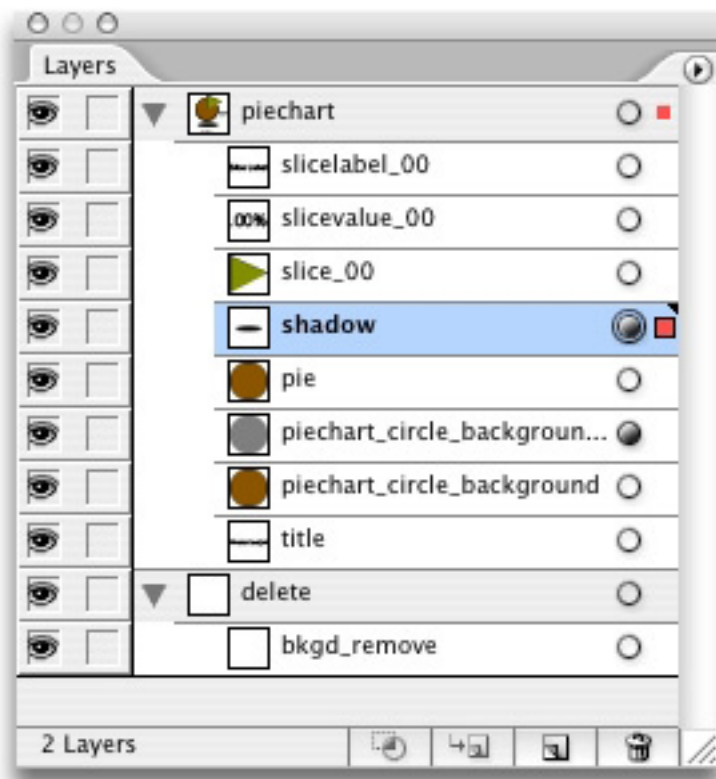 Layers
piechart
slicelabel_00
.00% slicevalue_00
slice_00
shadow
pie
piechart_circle_backgroun...
piechart_circle_background
title
delete
bkgd_remove
2 Layers